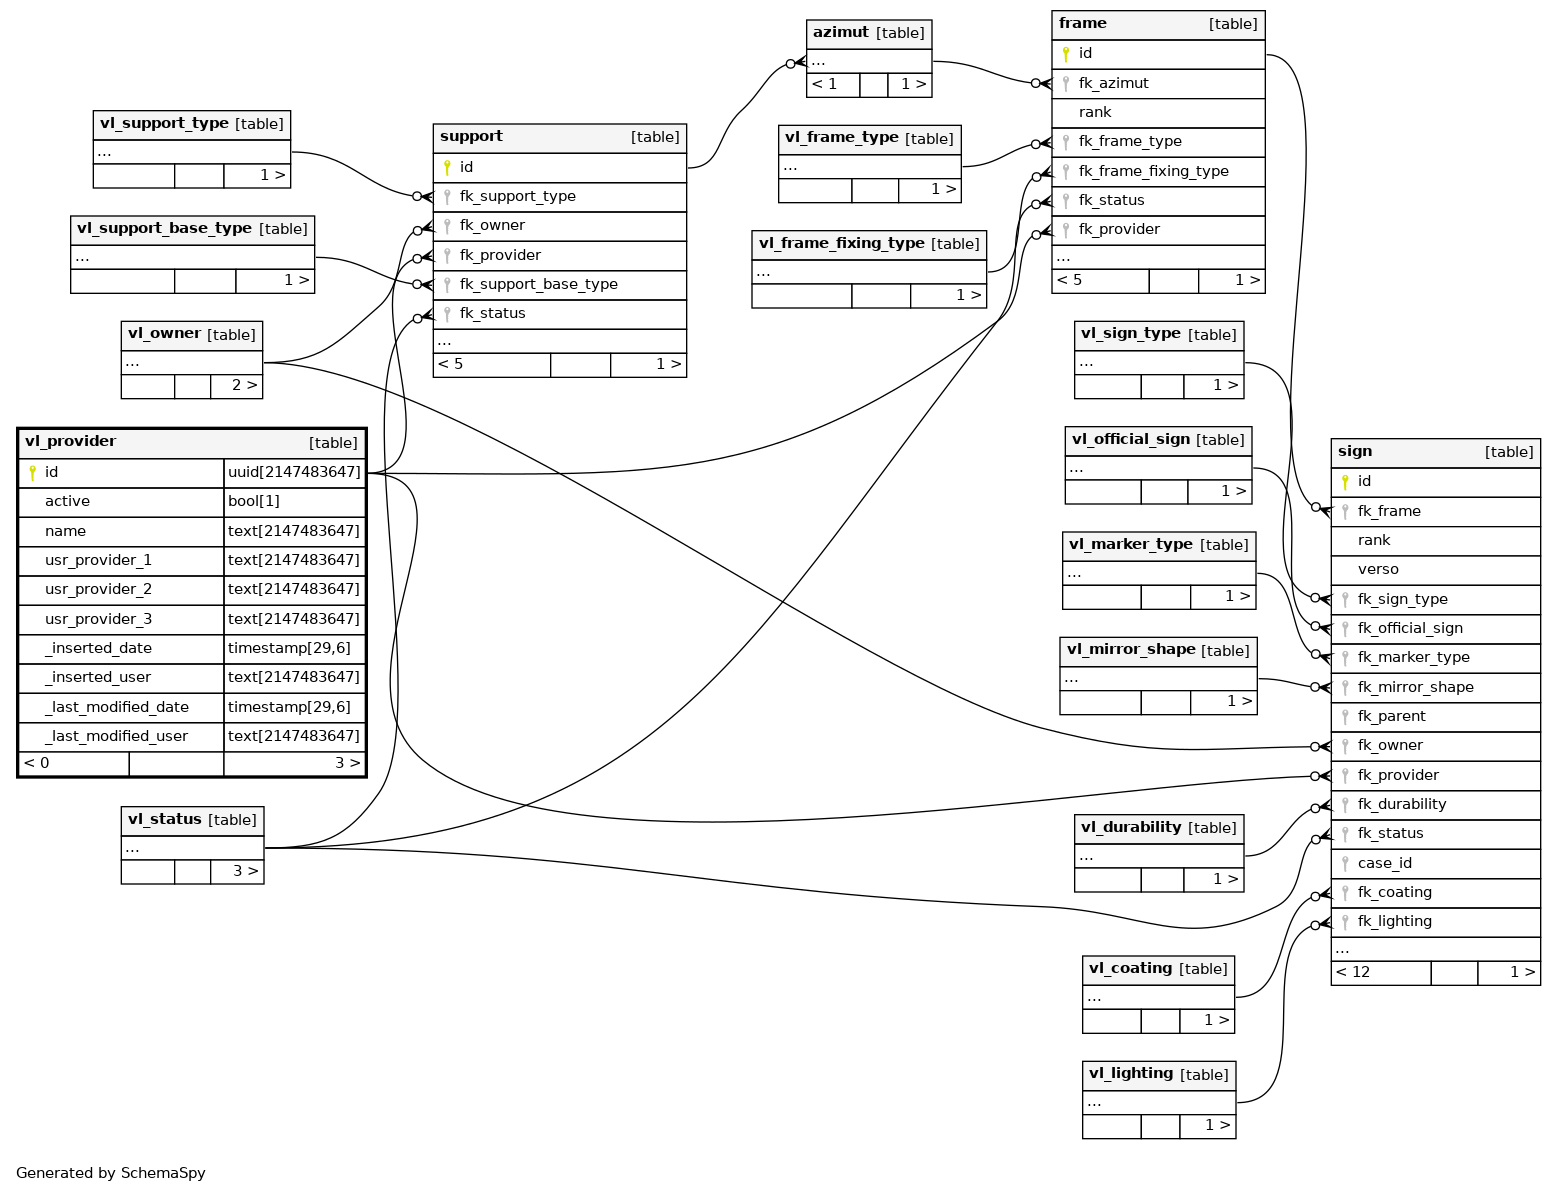 azimut [table]
...
< 1 1 >
frame [table]
id
fk_azimut
rank
fk_frame_type
fk_frame_fixing_type
fk_status
fk_provider
...
< 5 1 >
vl_support_type [table]
...
1 >
support [table]
id
fk_support_type
fk_owner
fk_provider
fk_support_base_type
fk_status
...
< 5 1 >
vl_frame_type [table]
...
1 >
vl_support_base_type [table]
...
1 >
vl_frame_fixing_type [table]
...
1 >
vl_owner [table]
...
2 >
vl_sign_type [table]
...
1 >
vl_provider [table]
id uuid[2147483647]
active bool[1]
name text[2147483647]
usr_provider_1 text[2147483647]
usr_provider_2 text[2147483647]
usr_provider_3 text[2147483647]
_inserted_date timestamp[29,6]
_inserted_user text[2147483647]
_last_modified_date timestamp[29,6]
_last_modified_user text[2147483647]
< 0 3 >
vl_official_sign [table]
...
1 >
sign [table]
id
fk_frame
rank
verso
fk_sign_type
fk_official_sign
fk_marker_type
fk_mirror_shape
fk_parent
fk_owner
fk_provider
fk_durability
fk_status
case_id
fk_coating
fk_lighting
...
< 12 1 >
vl_marker_type [table]
...
1 >
vl_mirror_shape [table]
...
1 >
vl_status [table]
...
3 >
vl_durability [table]
...
1 >
vl_coating [table]
...
1 >
vl_lighting [table]
...
1 >
Generated by SchemaSpy